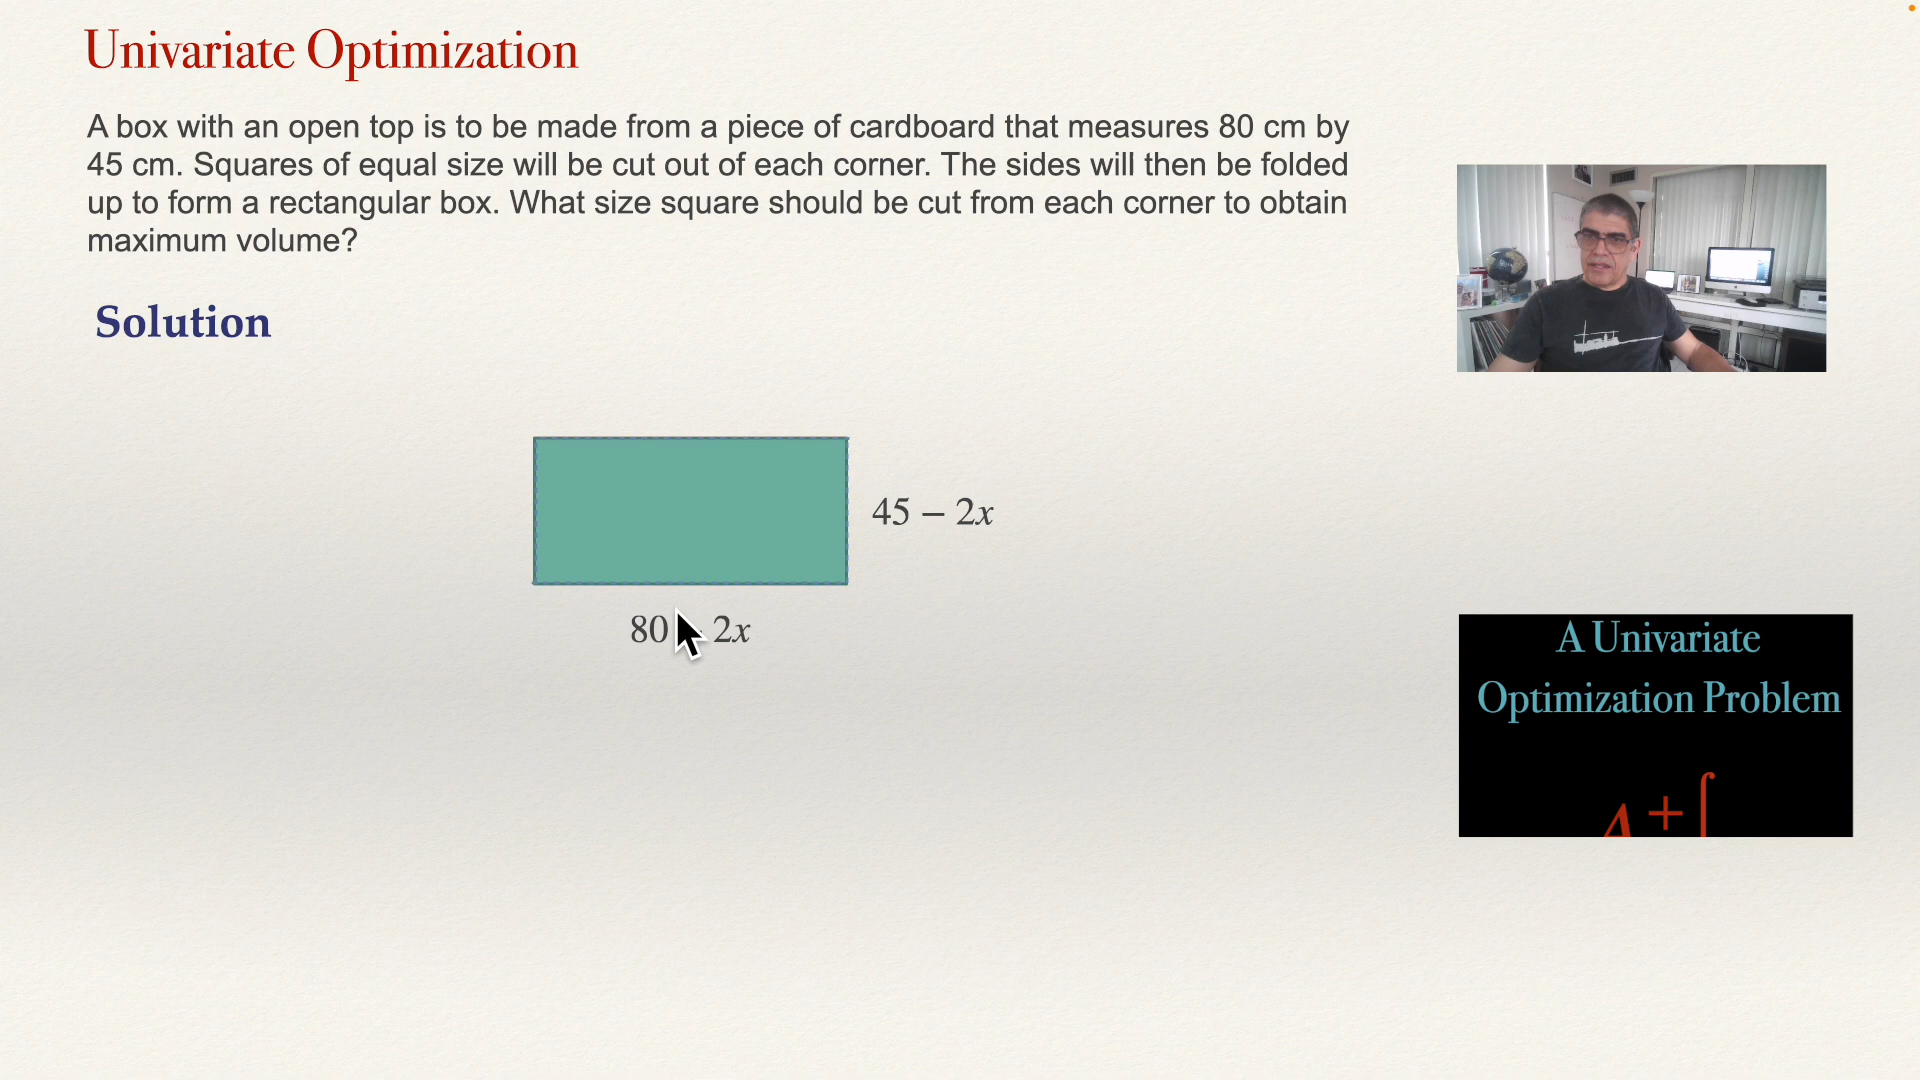 Univariate Optimization
A box with an open top is to be made from a piece of cardboard that measures 80 cm by
45 cm. Squares of equal size will be cut out of each corner. The sides will then be folded
up to form a rectangular box. What size square should be cut from each corner to obtain
maximum volume?
Solution
45 − 2x
80 − 2x
A Univariate
Optimization Problem
A + ∫